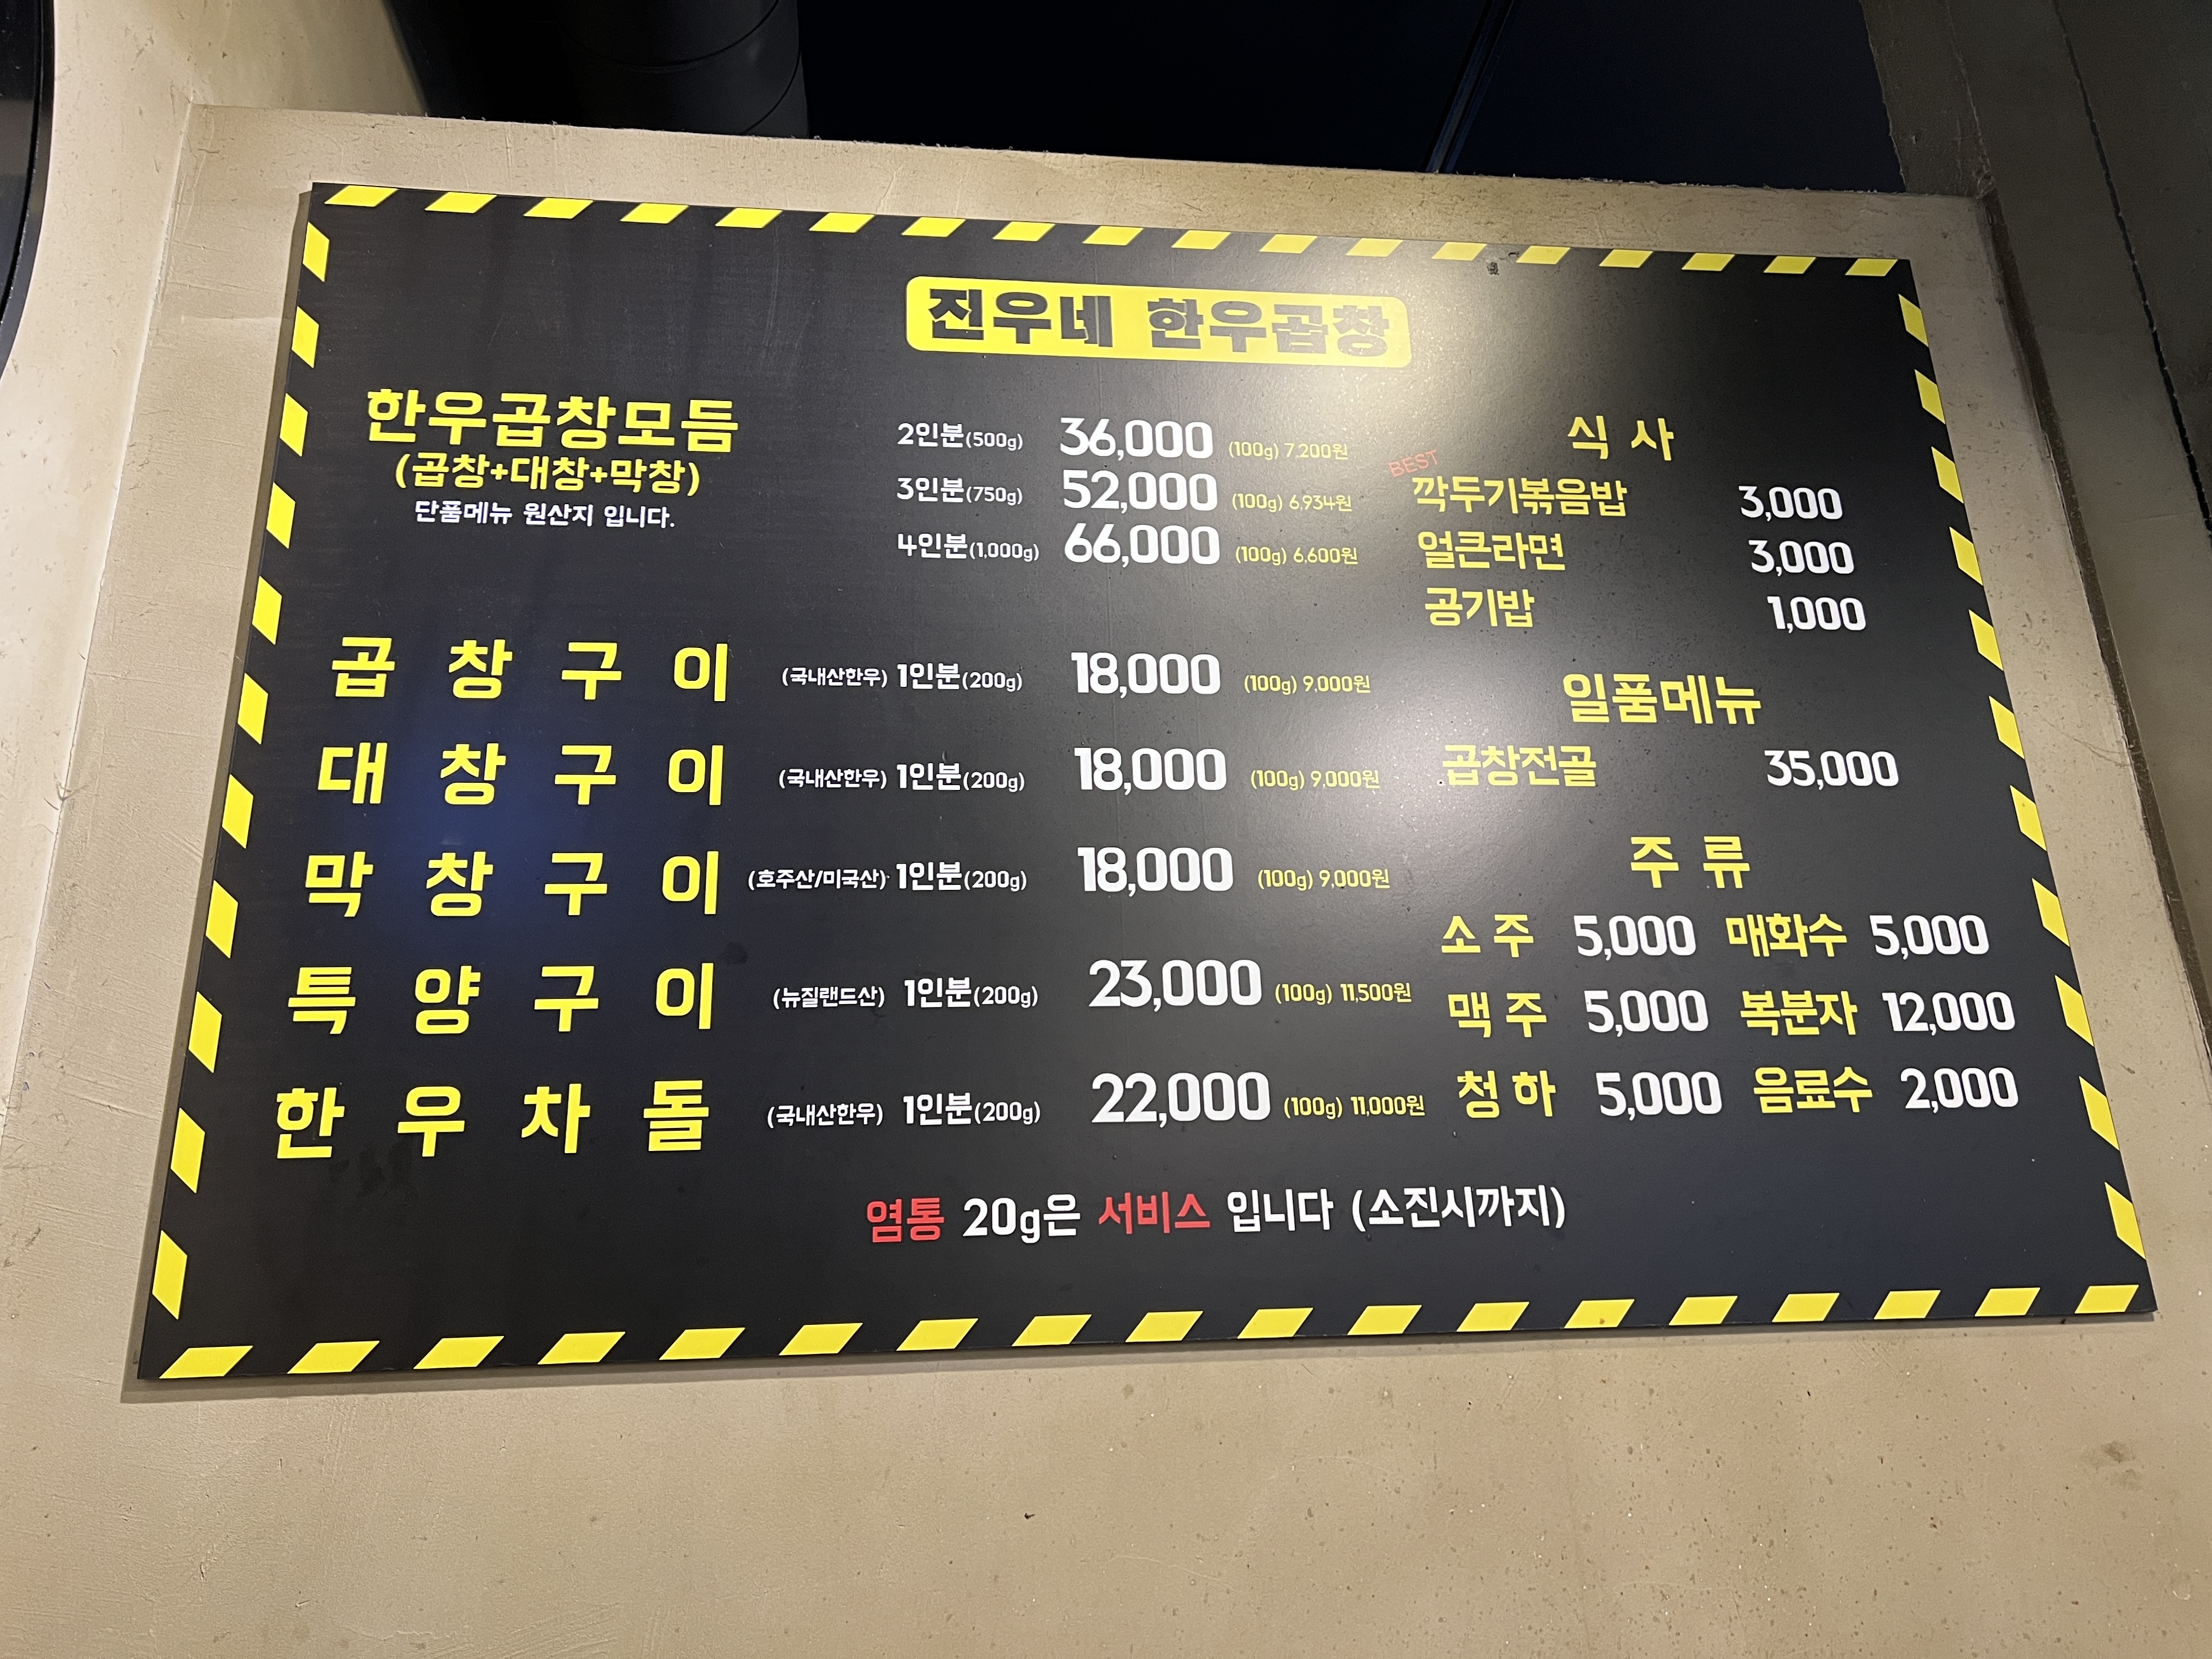 진우네 한우곱창
한우곱창모듬
(곱창+대창+막창)
단품메뉴 원산지 입니다.
2인분(500g) 36,000 (100g) 7,200원
3인분(750g) 52,000 (100g) 6,934원
4인분(1,000g) 66,000 (100g) 6,600원
곱창구이 (국내산한우) 1인분(200g) 18,000 (100g) 9,000원
대창구이 (국내산한우) 1인분(200g) 18,000 (100g) 9,000원
막창구이 (호주산/미국산) 1인분(200g) 18,000 (100g) 9,000원
특양구이 (뉴질랜드산) 1인분(200g) 23,000 (100g) 11,500원
한우차돌 (국내산한우) 1인분(200g) 22,000 (100g) 11,000원
식사
BEST
깍두기볶음밥 3,000
얼큰라면 3,000
공기밥 1,000
일품메뉴
곱창전골 35,000
주류
소주 5,000 매화수 5,000
맥주 5,000 복분자 12,000
청하 5,000 음료수 2,000
염통 20g은 서비스 입니다 (소진시까지)